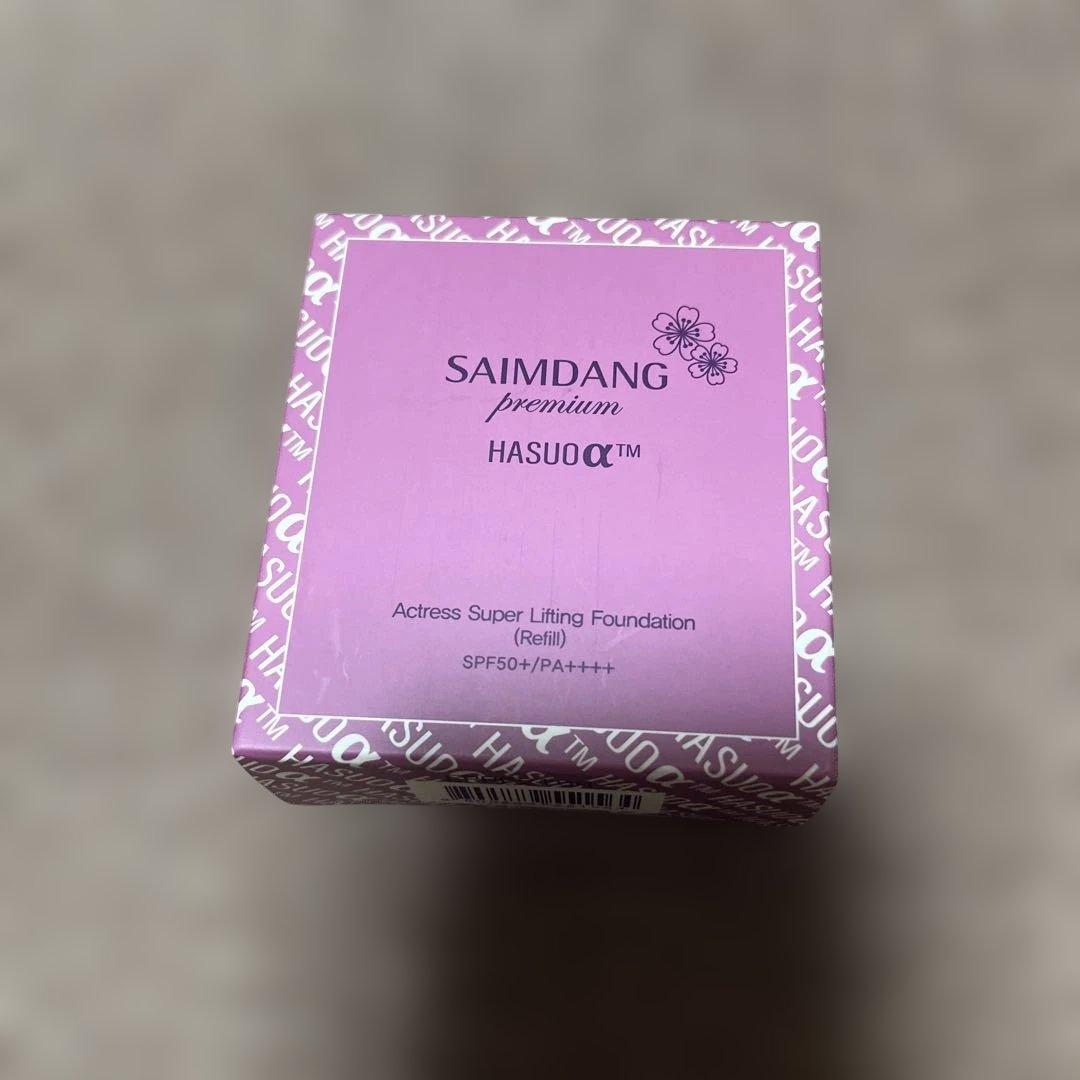 SAIMDANG
premium
HASUOα™
Actress Super Lifting Foundation
(Refill)
SPF50+/PA++++